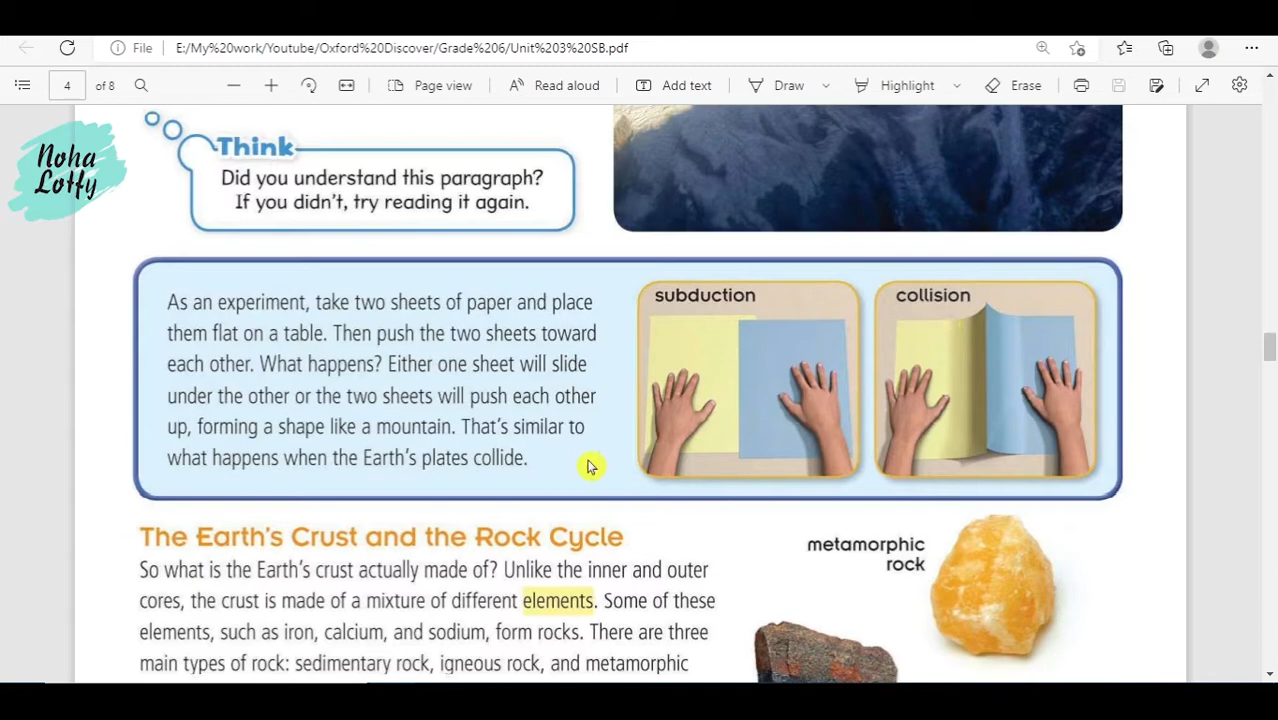 File
E:/My%20work/Youtube/Oxford%20Discover/Grade%206/Unit%203%20SB.pdf
4 of 8
Page view
Read aloud
Add text
Draw
Highlight
Erase
Noha
Lotfy
Think
Did you understand this paragraph?
If you didn't, try reading it again.
As an experiment, take two sheets of paper and place
them flat on a table. Then push the two sheets toward
each other. What happens? Either one sheet will slide
under the other or the two sheets will push each other
up, forming a shape like a mountain. That's similar to
what happens when the Earth's plates collide.
subduction
collision
The Earth's Crust and the Rock Cycle
So what is the Earth's crust actually made of? Unlike the inner and outer
cores, the crust is made of a mixture of different elements. Some of these
elements, such as iron, calcium, and sodium, form rocks. There are three
main types of rock: sedimentary rock, igneous rock, and metamorphic
metamorphic
rock